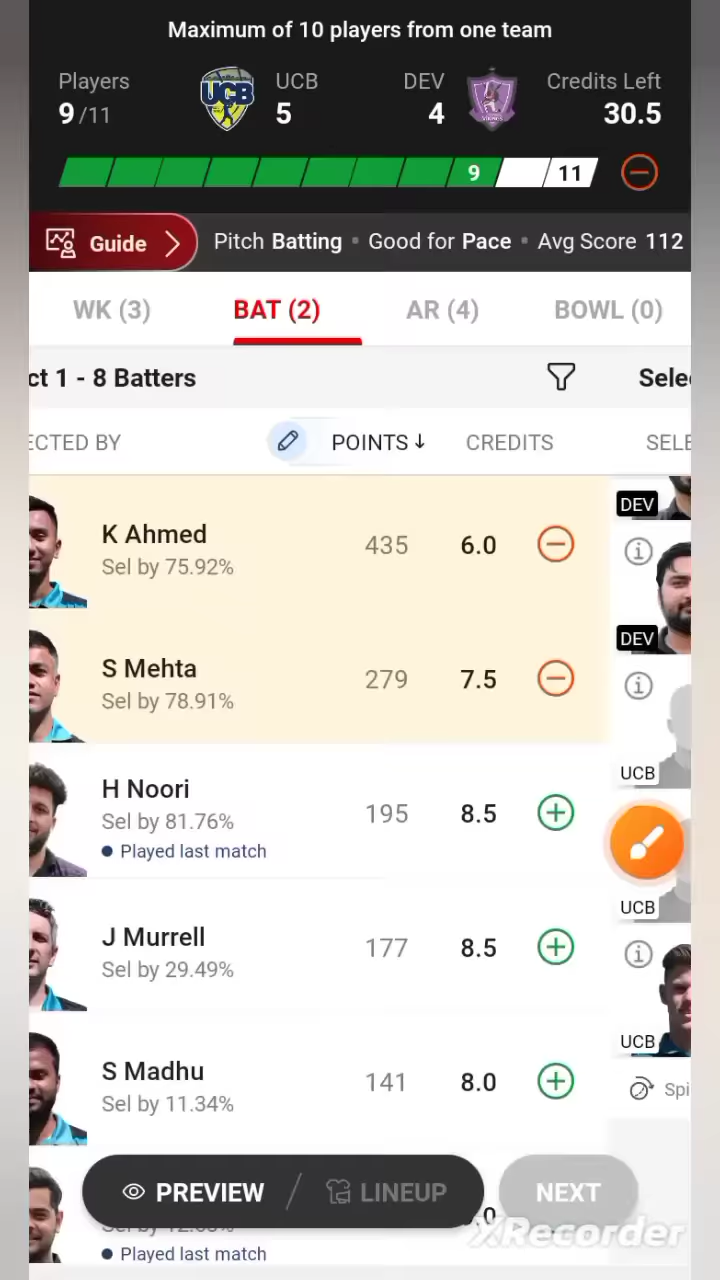 Maximum of 10 players from one team
Players
9/11
UCB
UCB
5
DEV
4
Credits Left
30.5
9
11
Guide
Pitch Batting • Good for Pace • Avg Score 112
WK (3)
BAT (2)
AR (4)
BOWL (0)
ct 1 - 8 Batters
Sele
ECTED BY
POINTS↓
CREDITS
SELE
DEV
K Ahmed
Sel by 75.92%
435
6.0
DEV
S Mehta
Sel by 78.91%
279
7.5
UCB
H Noori
Sel by 81.76%
• Played last match
195
8.5
UCB
J Murrell
Sel by 29.49%
177
8.5
UCB
S Madhu
Sel by 11.34%
141
8.0
Spi
PREVIEW
LINEUP
NEXT
XRecorder
• Played last match